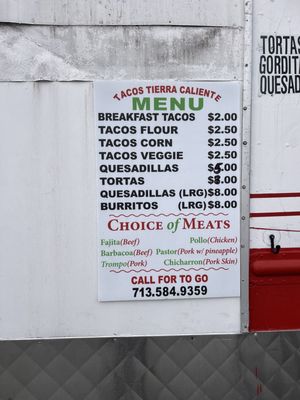 TACOS TIERRA CALIENTE
MENU
BREAKFAST TACOS $2.00
TACOS FLOUR $2.50
TACOS CORN $2.50
TACOS VEGGIE $2.50
QUESADILLAS $5.00
TORTAS $8.00
QUESADILLAS (LRG) $8.00
BURRITOS (LRG) $8.00
CHOICE of MEATS
Fajita(Beef) Pollo(Chicken)
Barbacoa(Beef) Pastor(Pork w/ pineapple)
Trompo(Pork) Chicharron(Pork Skin)
CALL FOR TO GO
713.584.9359
TORTAS
GORDIT
QUESAD